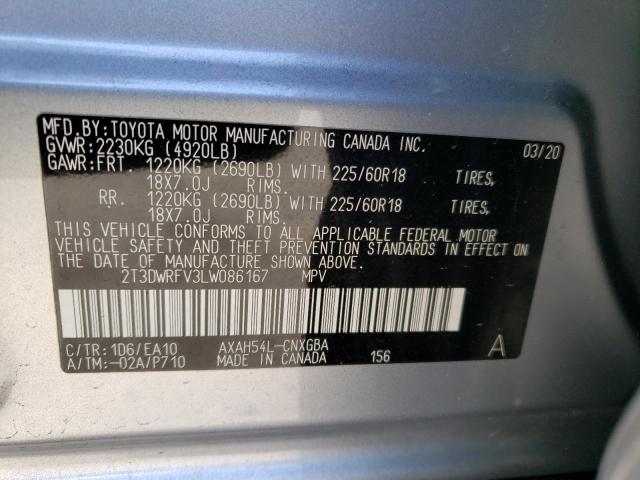 MFD.BY:TOYOTA MOTOR MANUFACTURING CANADA INC.
GVWR:2230KG (4920LB) 03/20
GAWR:FRT. 1220KG (2690LB) WITH 225/60R18 TIRES,
18X7.0J RIMS.
RR. 1220KG (2690LB) WITH 225/60R18 TIRES,
18X7.0J RIMS.
THIS VEHICLE CONFORMS TO ALL APPLICABLE FEDERAL MOTOR
VEHICLE SAFETY AND THEFT PREVENTION STANDARDS IN EFFECT ON
THE DATE OF MANUFACTURE SHOWN ABOVE.
2T3DWRFV3LW086167 MPV
C/TR:1D6/EA10 AXAH54L-CNXGBA
A/TM:-02A/P710 MADE IN CANADA 156 A